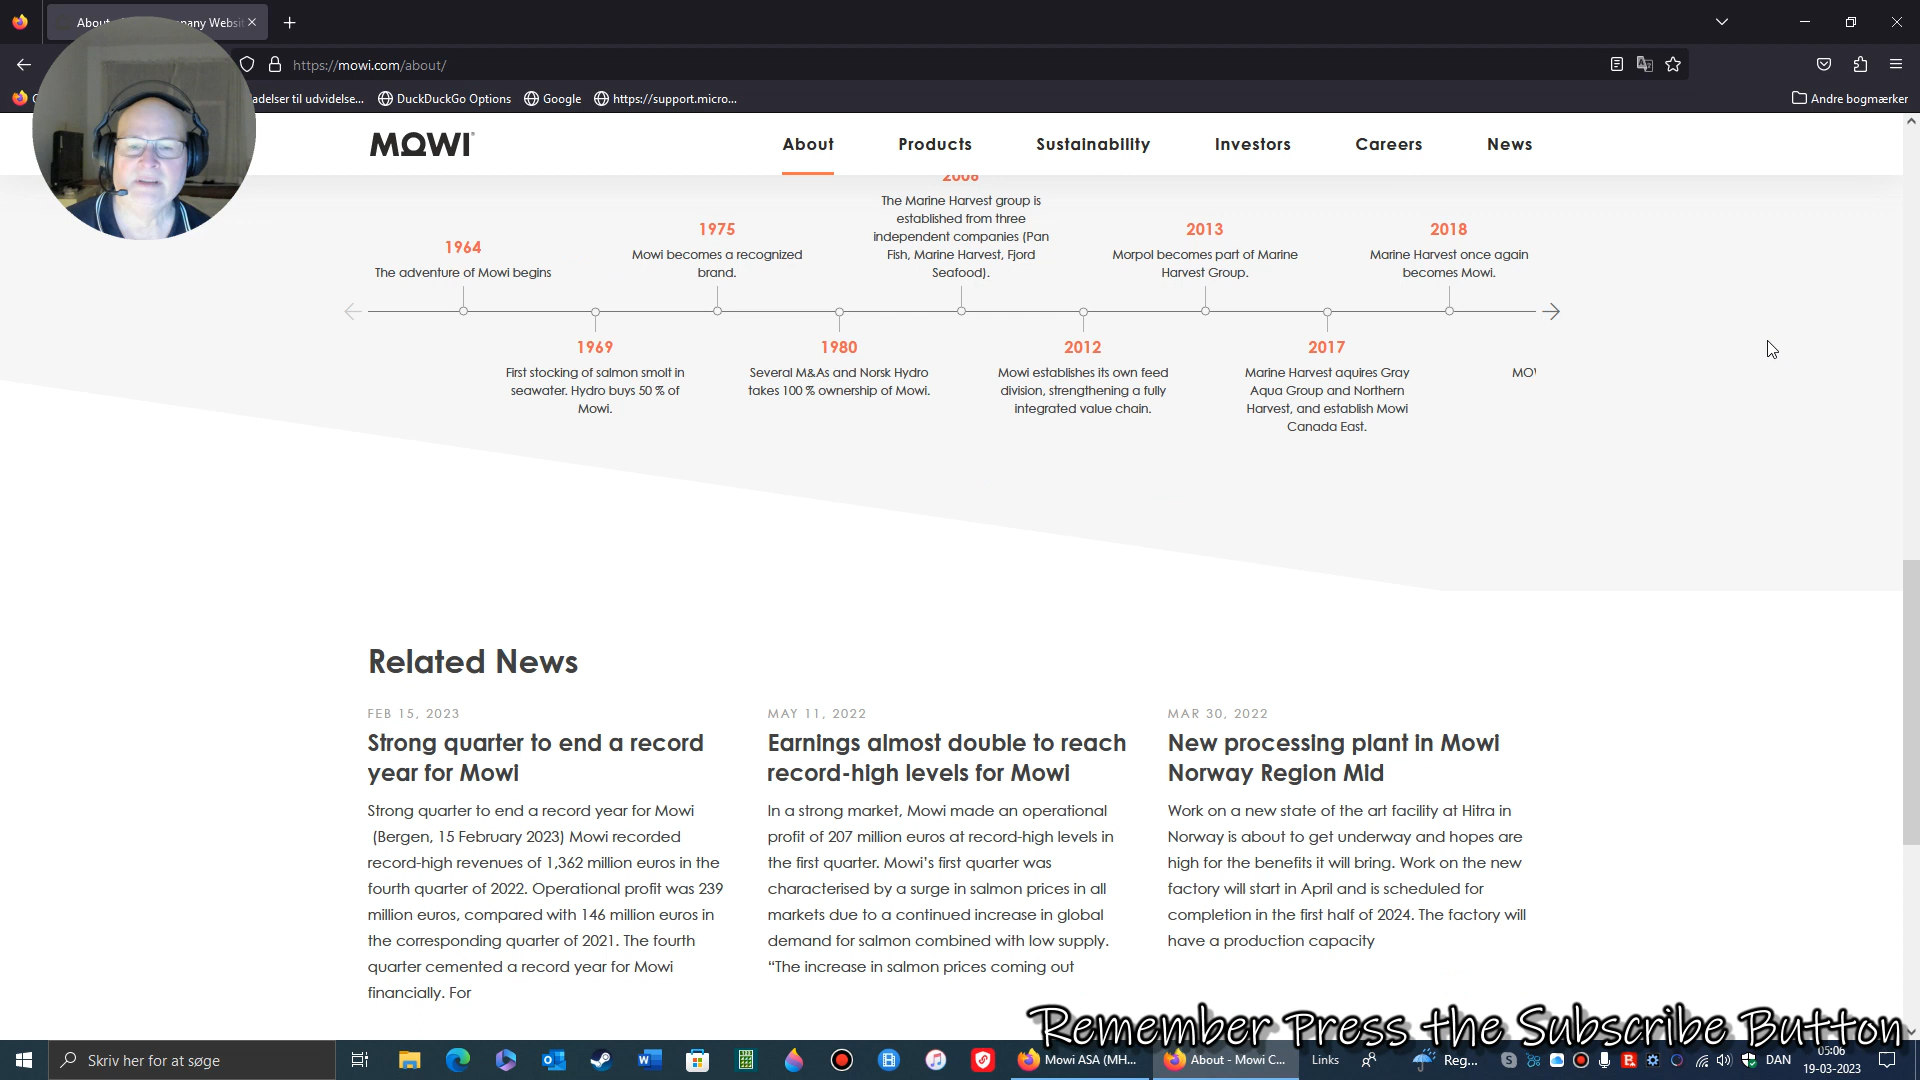 About
pany Websi
https://mowi.com/about/
adelser til udvidelse...
DuckDuckGo Options
Google
https://support.micro...
Andre bogmærker
MOWI
About
Products
Sustainability
Investors
Careers
News
2006
The Marine Harvest group is
established from three
independent companies (Pan
Fish, Marine Harvest, Fjord
Seafood).
1964
The adventure of Mowi begins
1975
Mowi becomes a recognized
brand.
2013
Morpol becomes part of Marine
Harvest Group.
2018
Marine Harvest once again
becomes Mowi.
1969
First stocking of salmon smolt in
seawater. Hydro buys 50 % of
Mowi.
1980
Several M&As and Norsk Hydro
takes 100 % ownership of Mowi.
2012
Mowi establishes its own feed
division, strengthening a fully
integrated value chain.
2017
Marine Harvest aquires Gray
Aqua Group and Northern
Harvest, and establish Mowi
Canada East.
Related News
FEB 15, 2023
Strong quarter to end a record
year for Mowi
Strong quarter to end a record year for Mowi
(Bergen, 15 February 2023) Mowi recorded
record-high revenues of 1,362 million euros in the
fourth quarter of 2022. Operational profit was 239
million euros, compared with 146 million euros in
the corresponding quarter of 2021. The fourth
quarter cemented a record year for Mowi
financially. For
MAY 11, 2022
Earnings almost double to reach
record-high levels for Mowi
In a strong market, Mowi made an operational
profit of 207 million euros at record-high levels in
the first quarter. Mowi’s first quarter was
characterised by a surge in salmon prices in all
markets due to a continued increase in global
demand for salmon combined with low supply.
“The increase in salmon prices coming out
MAR 30, 2022
New processing plant in Mowi
Norway Region Mid
Work on a new state of the art facility at Hitra in
Norway is about to get underway and hopes are
high for the benefits it will bring. Work on the new
factory will start in April and is scheduled for
completion in the first half of 2024. The factory will
have a production capacity
Remember Press the Subscribe Button
Skriv her for at søge
Mowi ASA (MH...
About - Mowi C...
Links
Reg...
DAN
05:06
19-03-2023